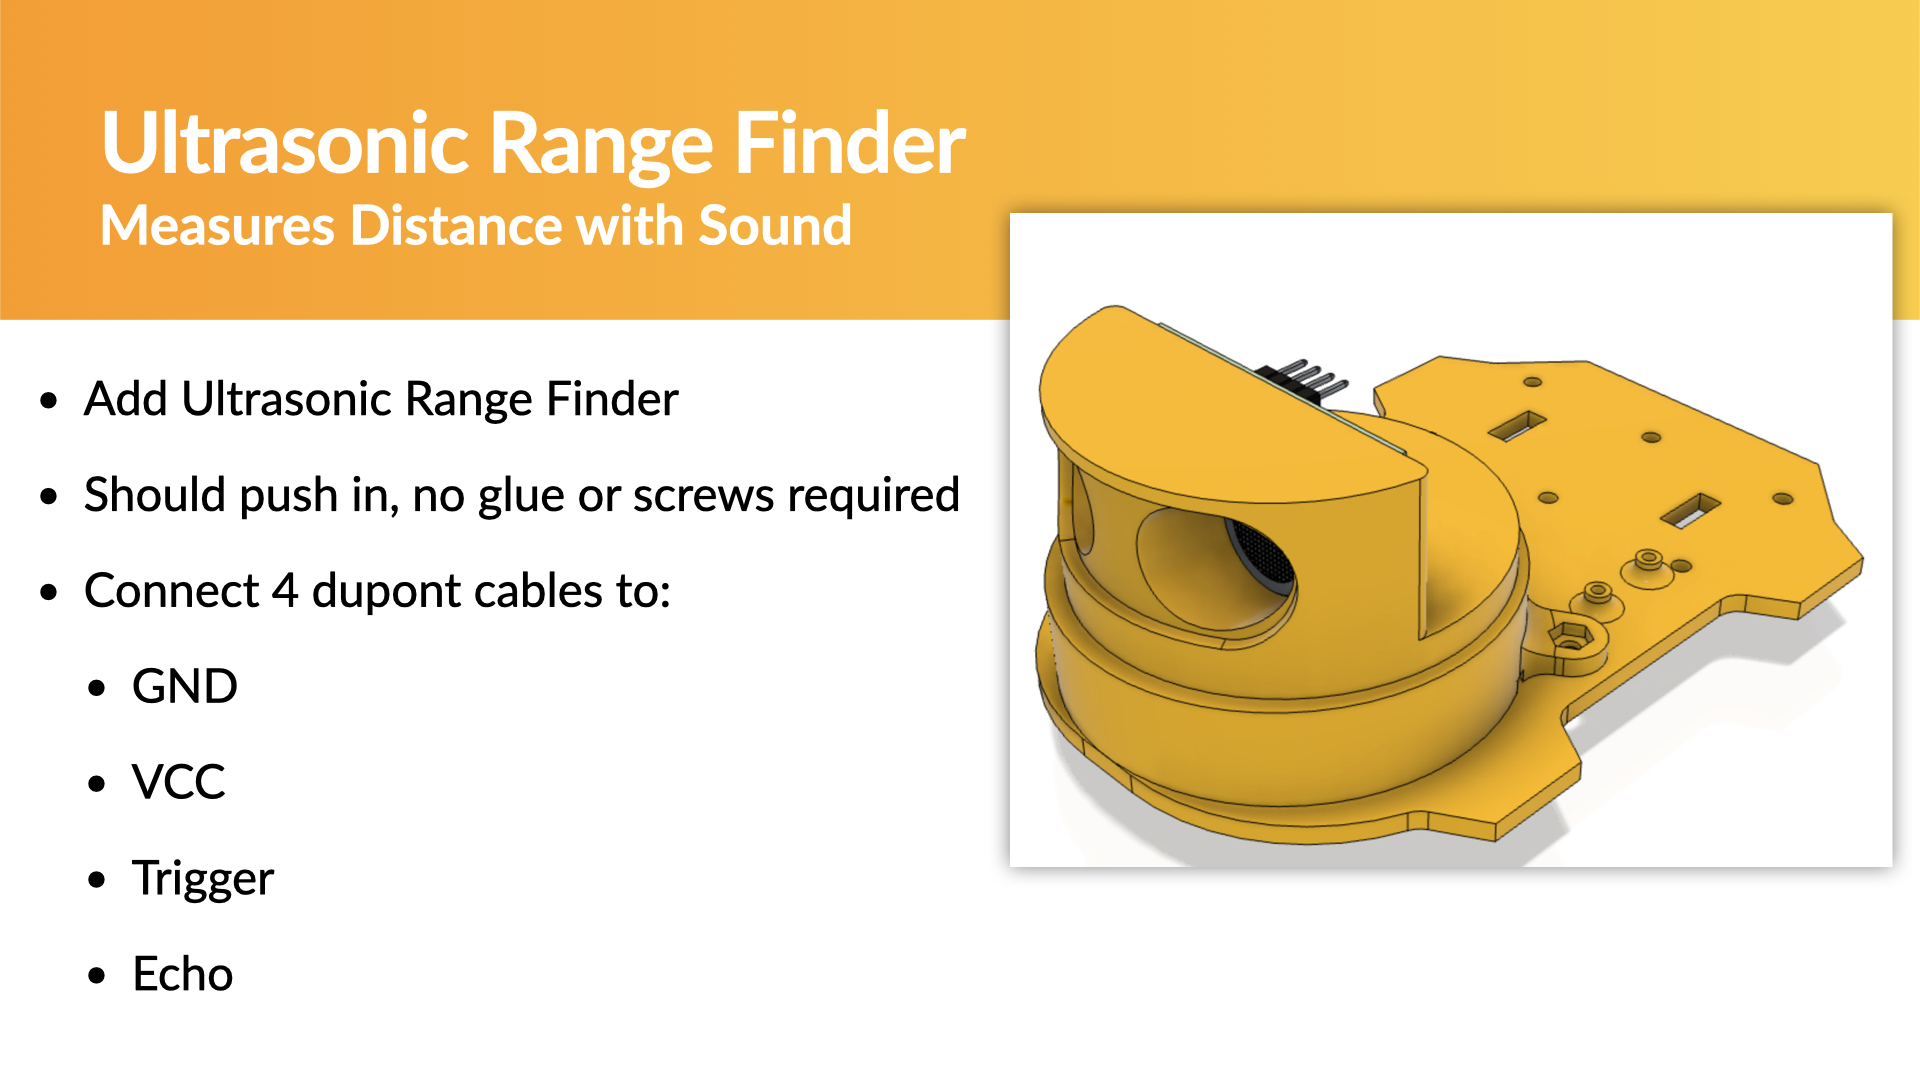 Ultrasonic Range Finder
Measures Distance with Sound
• Add Ultrasonic Range Finder
• Should push in, no glue or screws required
• Connect 4 dupont cables to:
• GND
• VCC
• Trigger
• Echo